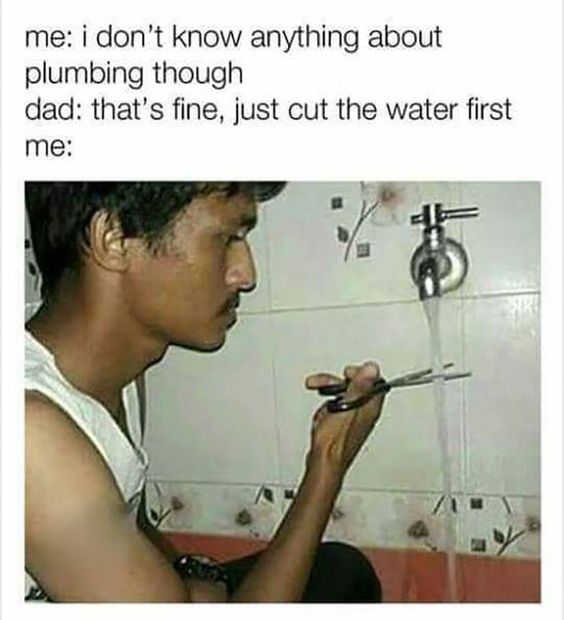 me: i don't know anything about
plumbing though
dad: that's fine, just cut the water first
me: